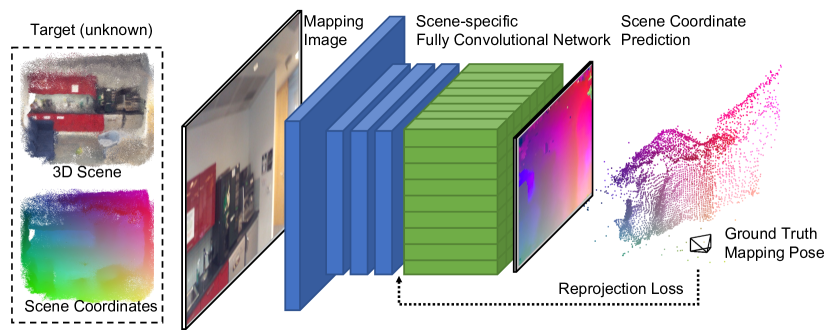 Target (unknown)
3D Scene
Scene Coordinates
Mapping
Image
Scene-specific
Fully Convolutional Network
Scene Coordinate
Prediction
Ground Truth
Mapping Pose
Reprojection Loss